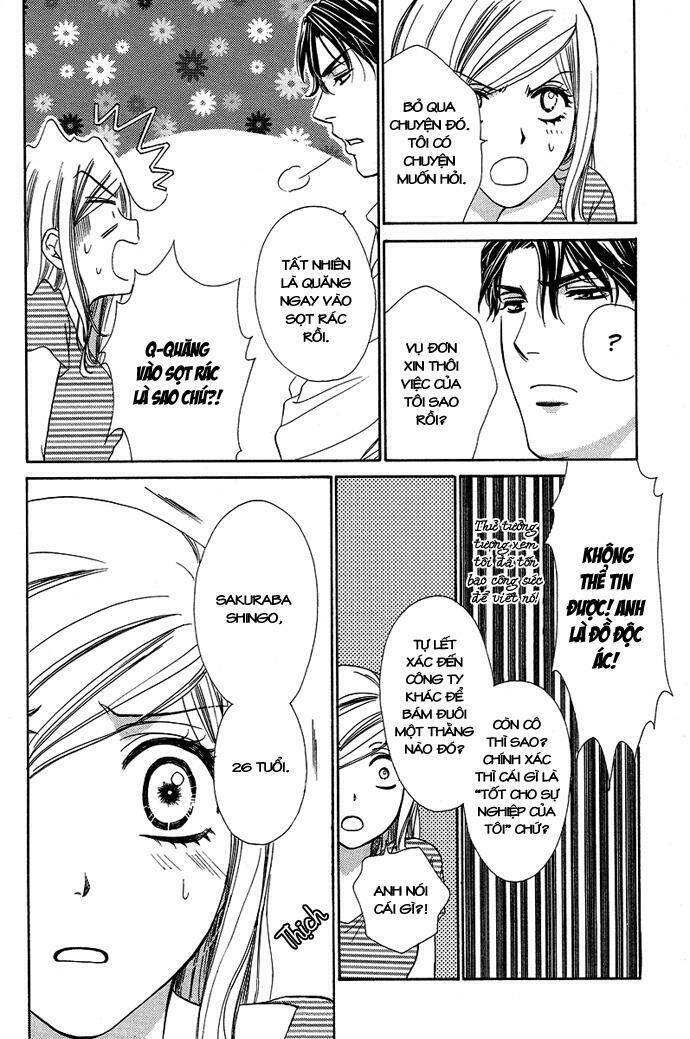 BỎ QUA
CHUYỆN ĐÓ.
TÔI CÓ
CHUYỆN
MUỐN HỎI.
?
VỤ ĐƠN
XIN THÔI
VIỆC CỦA
TÔI SAO
RỒI?
TẤT NHIÊN
LÀ QUĂNG
NGAY VÀO
SỌT RÁC
RỒI.
Q-QUĂNG
VÀO SỌT RÁC
LÀ SAO CHỨ?!
KHÔNG
THỂ TIN
ĐƯỢC! ANH
LÀ ĐỒ ĐỘC
ÁC!
Thử tưởng
tượng xem
tôi đã tốn
bao công sức
để viết nó!
CÒN CÔ
THÌ SAO?
CHÍNH XÁC
THÌ CÁI GÌ LÀ
“TỐT CHO SỰ
NGHIỆP CỦA
TÔI” CHỨ?
TỰ LẾT
XÁC ĐẾN
CÔNG TY
KHÁC ĐỂ
BÁM ĐUÔI
MỘT THẰNG
NÀO ĐÓ?
ANH NÓI
CÁI GÌ?!
SAKURABA
SHINGO,
26 TUỔI.
Thịch